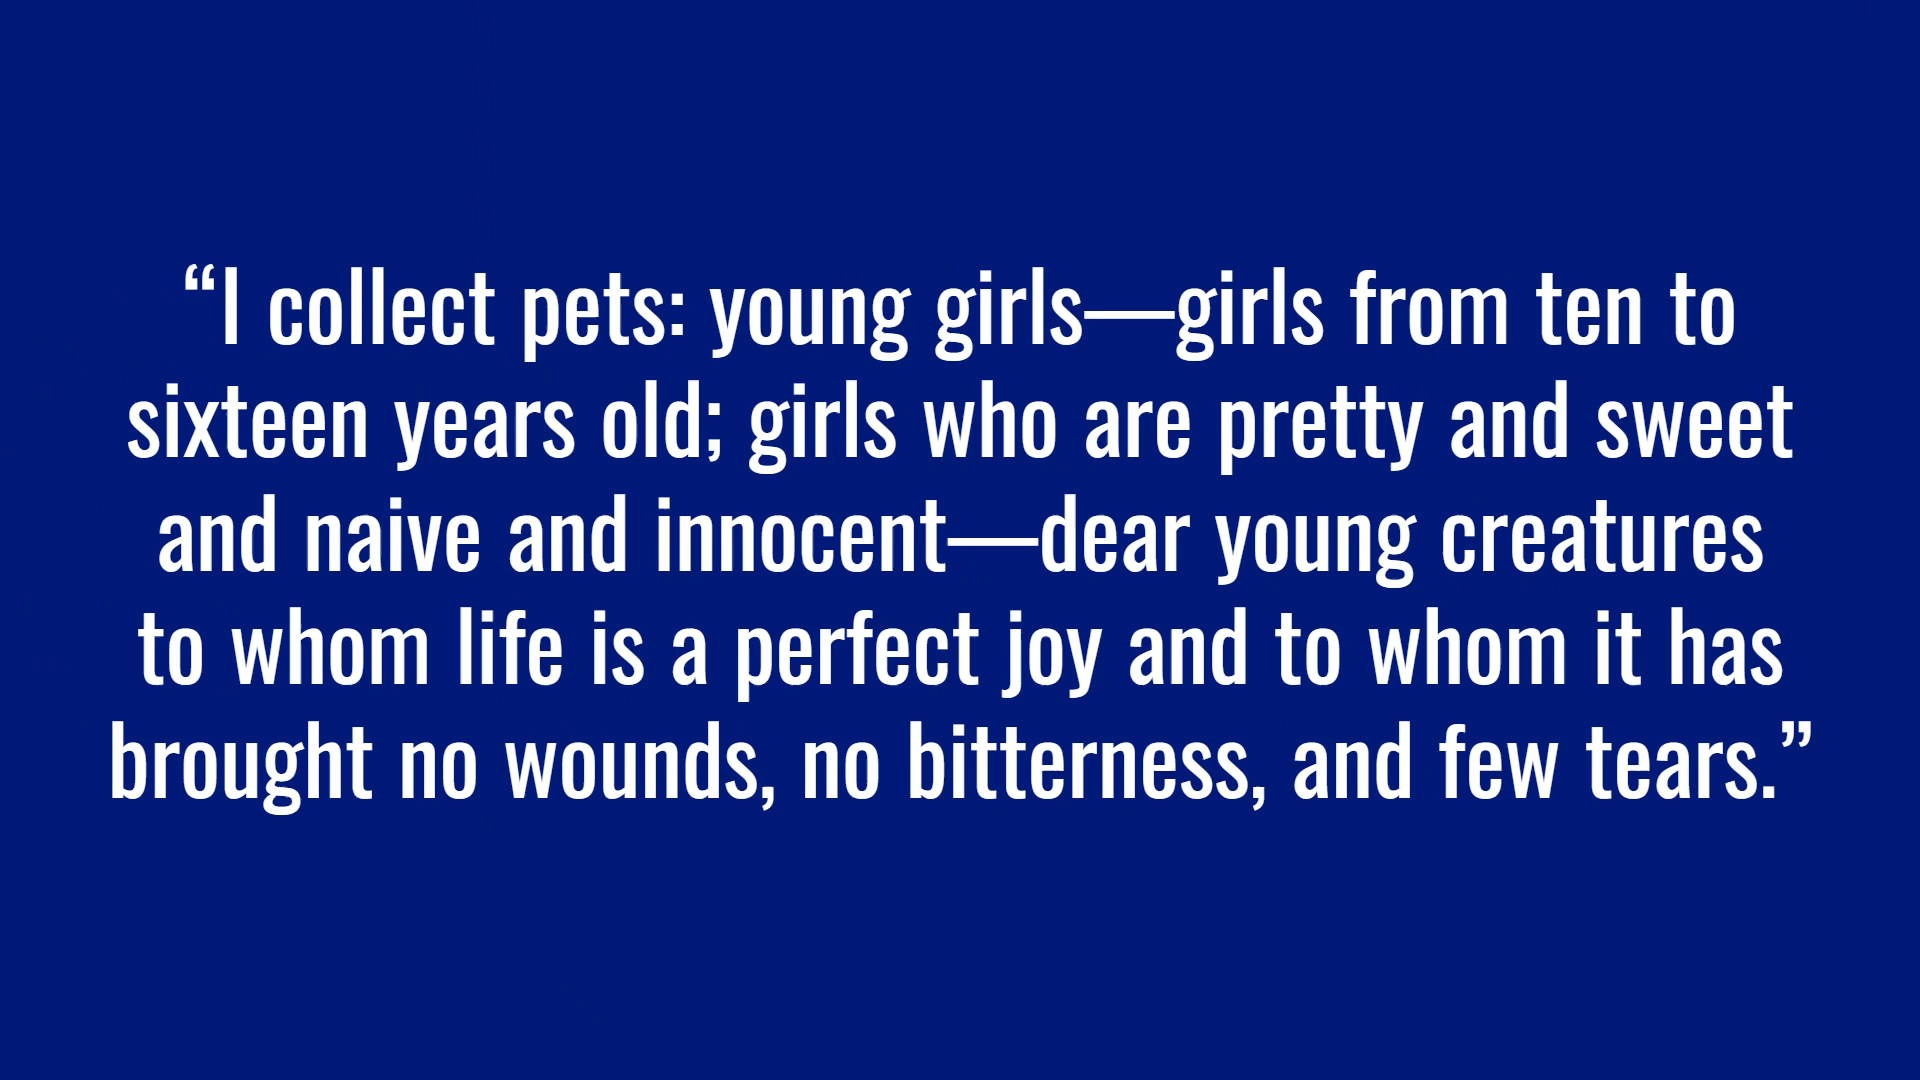 “I collect pets: young girls—girls from ten to
sixteen years old; girls who are pretty and sweet
and naive and innocent—dear young creatures
to whom life is a perfect joy and to whom it has
brought no wounds, no bitterness, and few tears.”